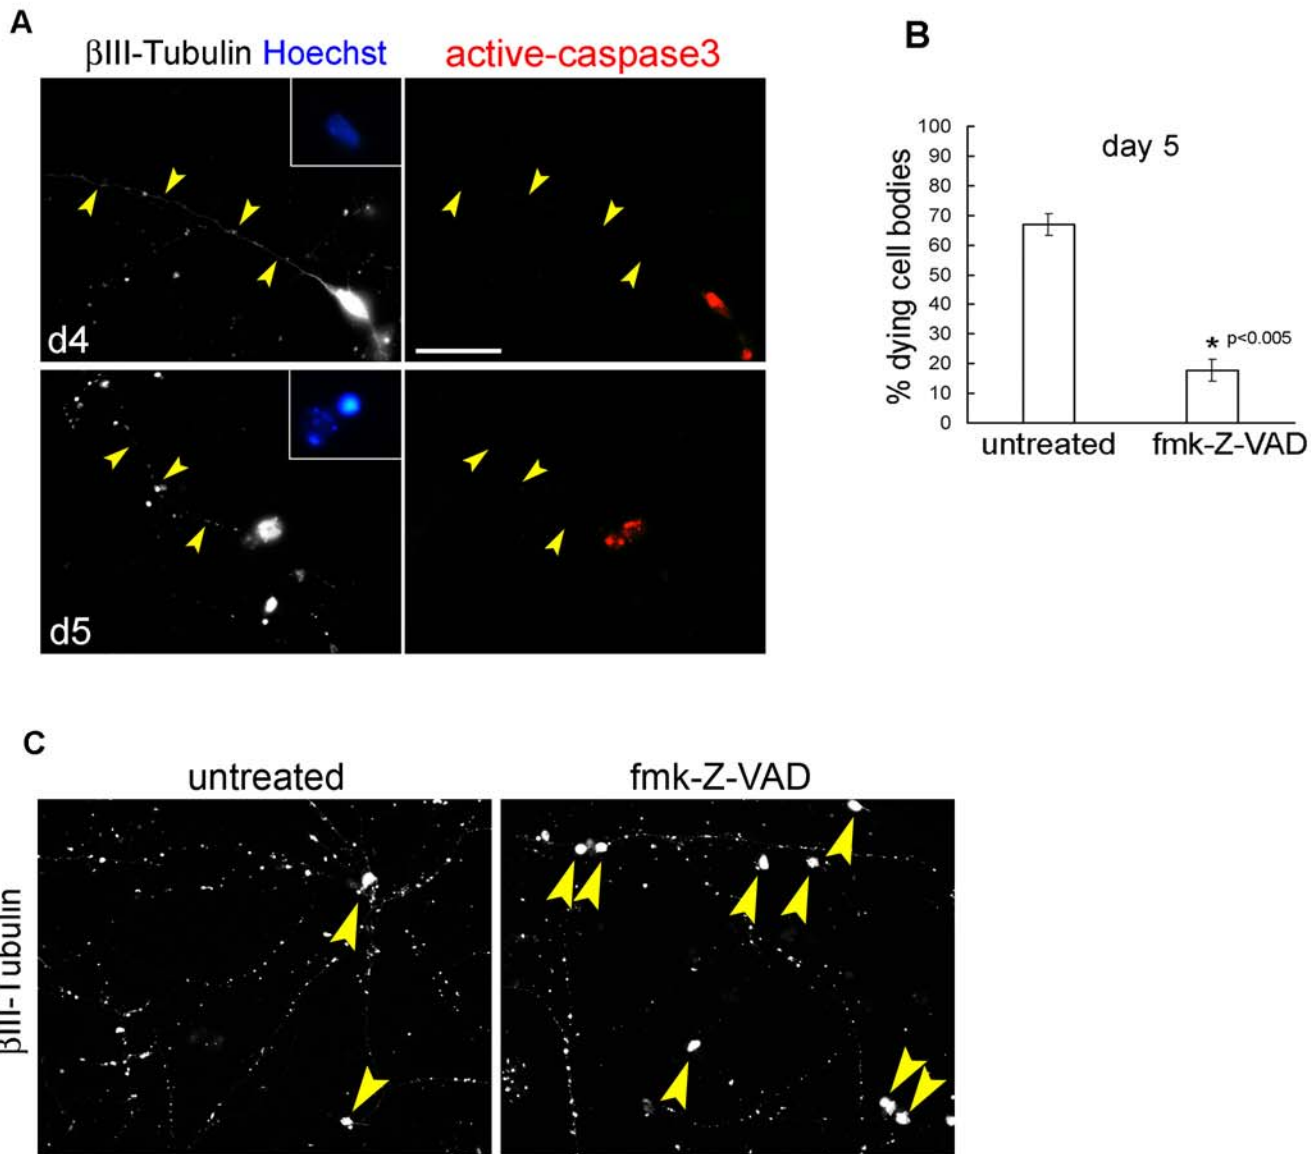 A
βIII-Tubulin Hoechst
active-caspase3
d4
d5
B
day 5
% dying cell bodies
100
90
80
70
60
50
40
30
20
10
0
* p<0.005
untreated
fmk-Z-VAD
C
untreated
fmk-Z-VAD
βIII-Tubulin